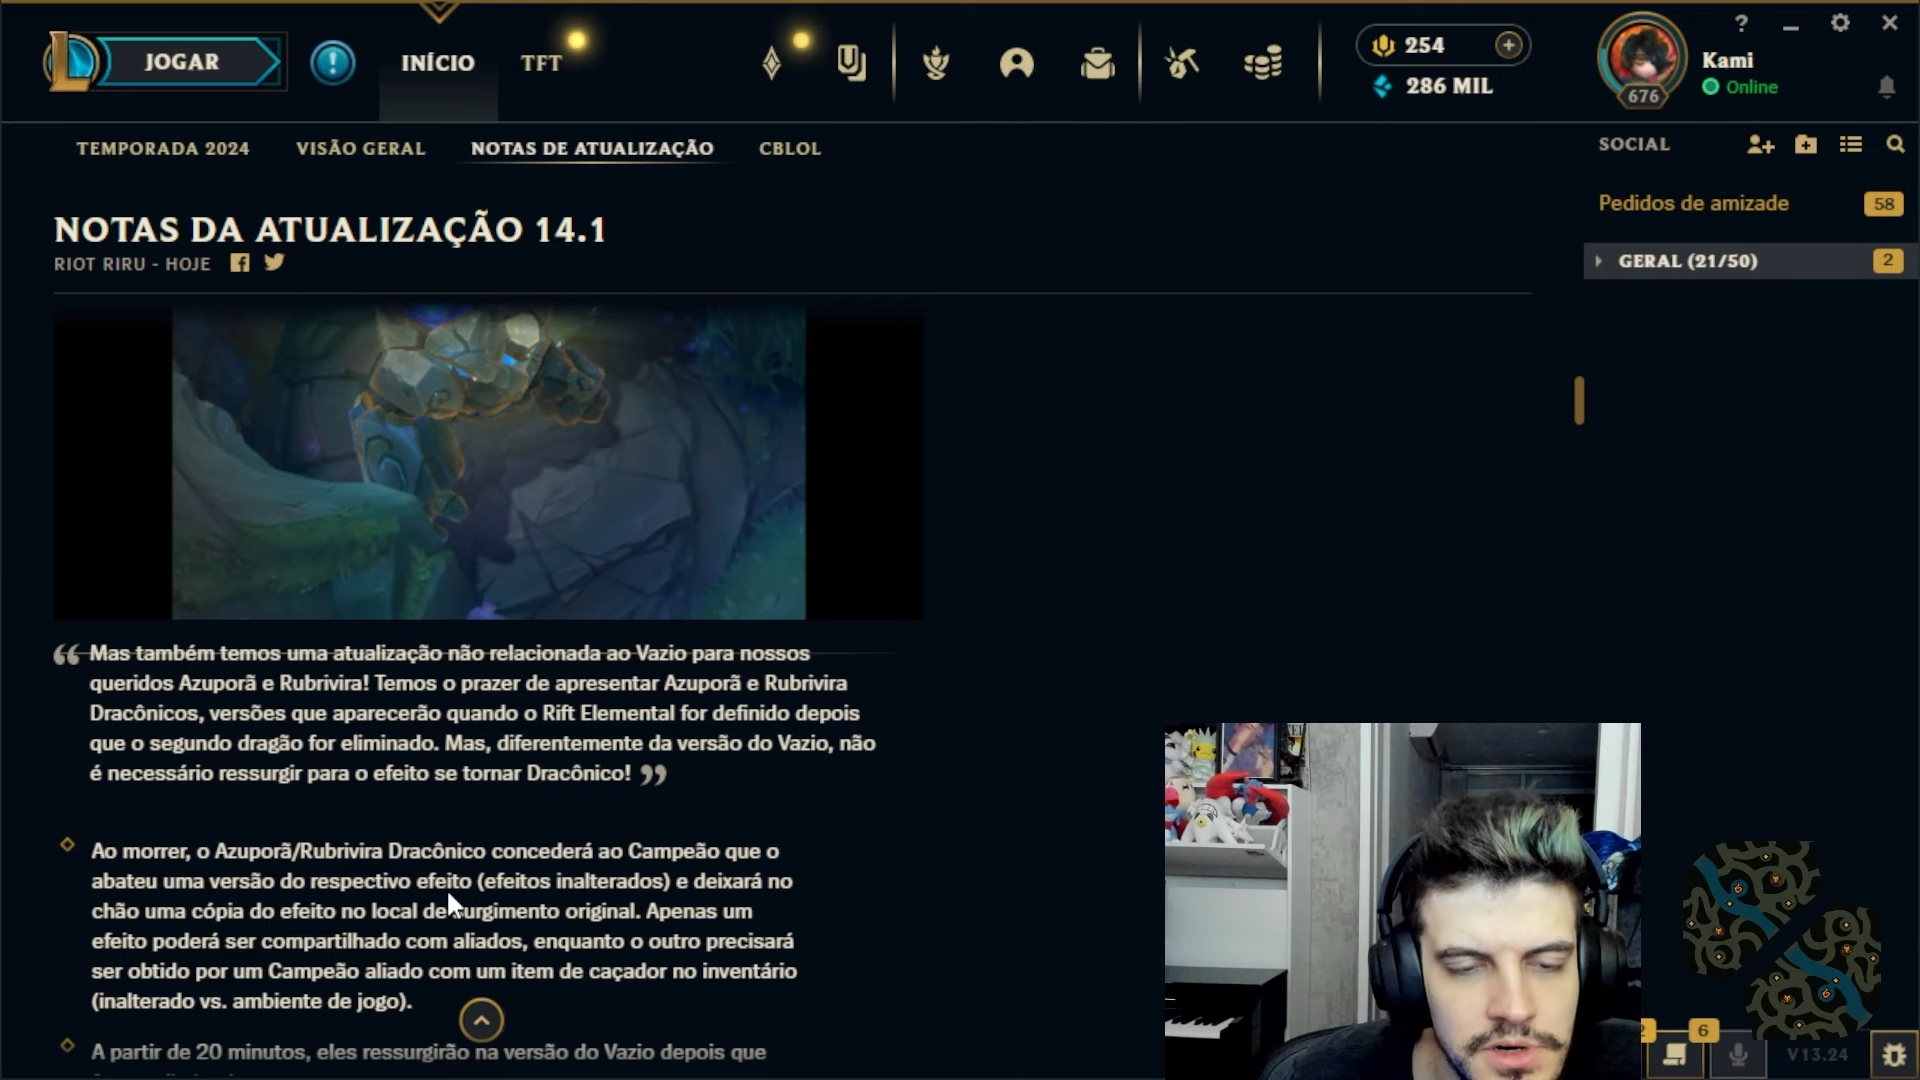 JOGAR
INÍCIO
TFT
254
286 MIL
676
Kami
Online
?
TEMPORADA 2024
VISÃO GERAL
NOTAS DE ATUALIZAÇÃO
CBLOL
SOCIAL
Pedidos de amizade
58
GERAL (21/50)
2
NOTAS DA ATUALIZAÇÃO 14.1
RIOT RIRU - HOJE
“ Mas também temos uma atualização não relacionada ao Vazio para nossos
queridos Azuporã e Rubrivira! Temos o prazer de apresentar Azuporã e Rubrivira
Dracônicos, versões que aparecerão quando o Rift Elemental for definido depois
que o segundo dragão for eliminado. Mas, diferentemente da versão do Vazio, não
é necessário ressurgir para o efeito se tornar Dracônico! ”
Ao morrer, o Azuporã/Rubrivira Dracônico concederá ao Campeão que o
abateu uma versão do respectivo efeito (efeitos inalterados) e deixará no
chão uma cópia do efeito no local de surgimento original. Apenas um
efeito poderá ser compartilhado com aliados, enquanto o outro precisará
ser obtido por um Campeão aliado com um item de caçador no inventário
(inalterado vs. ambiente de jogo).
A partir de 20 minutos, eles ressurgirão na versão do Vazio depois que
2
6
V13.24